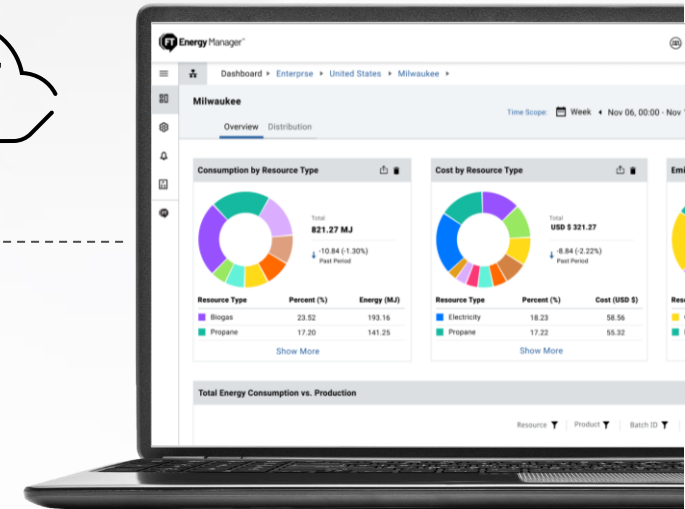 FT Energy Manager™
Dashboard ▸ Enterprse ▸ United States ▸ Milwaukee ▸
Milwaukee
Time Scope: Week Nov 06, 00:00 - Nov
Overview Distribution
Consumption by Resource Type
Total
821.27 MJ
-10.84 (-1.30%)
Past Period
Resource Type Percent (%) Energy (MJ)
Biogas 23.52 193.16
Propane 17.20 141.25
Show More
Cost by Resource Type
Total
USD $ 321.27
-8.84 (-2.22%)
Past Period
Resource Type Percent (%) Cost (USD $)
Electricity 18.23 58.56
Propane 17.22 55.32
Show More
Emi
Reso
Total Energy Consumption vs. Production
Resource Product Batch ID